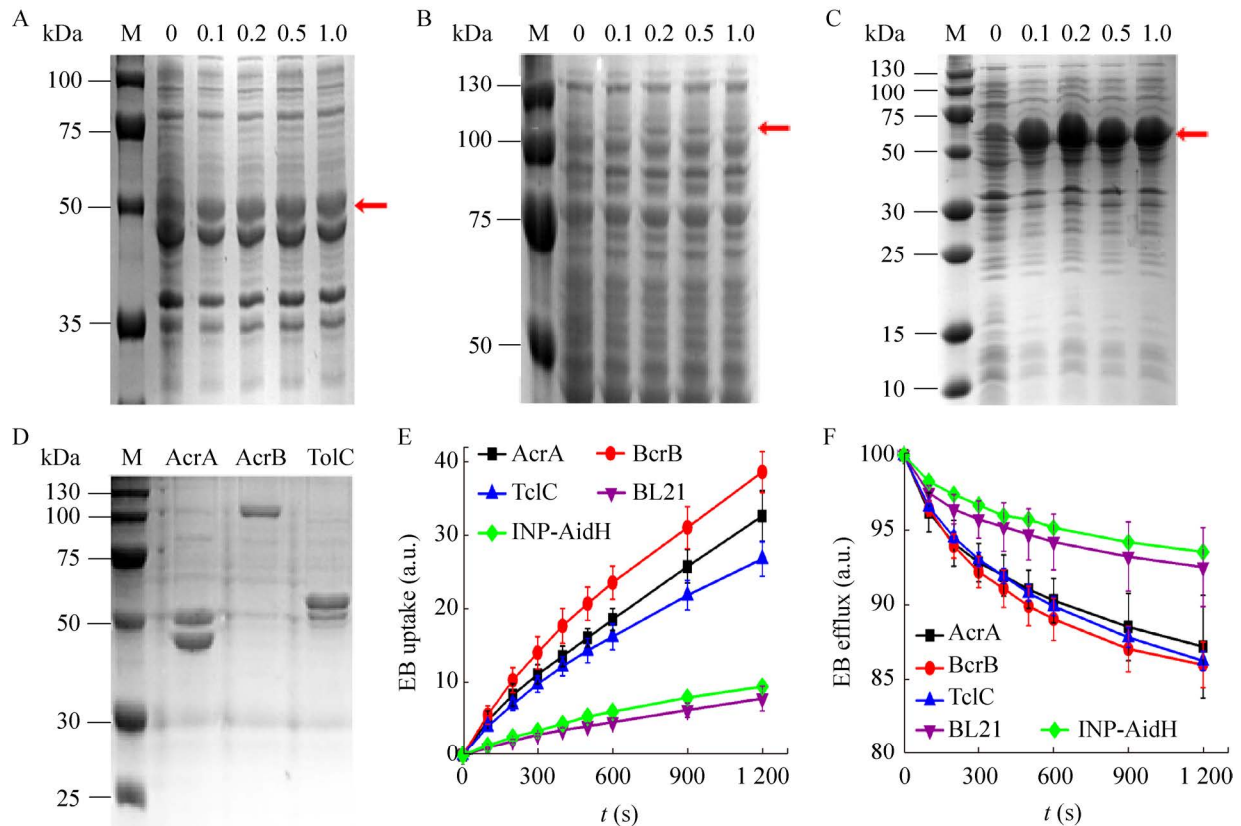 A
kDa M 0 0.1 0.2 0.5 1.0
100
75
50
35
B
kDa M 0 0.1 0.2 0.5 1.0
130
100
75
50
C
kDa M 0 0.1 0.2 0.5 1.0
130
100
75
50
30
25
15
10
D
kDa M AcrA AcrB TolC
130
100
75
50
30
25
E
AcrA BcrB
TclC BL21
INP-AidH
EB uptake (a.u.)
40
30
20
10
0
0 300 600 900 1 200
t (s)
F
EB efflux (a.u.)
100
95
90
85
80
AcrA
BcrB
TclC
BL21 INP-AidH
0 300 600 900 1 200
t (s)